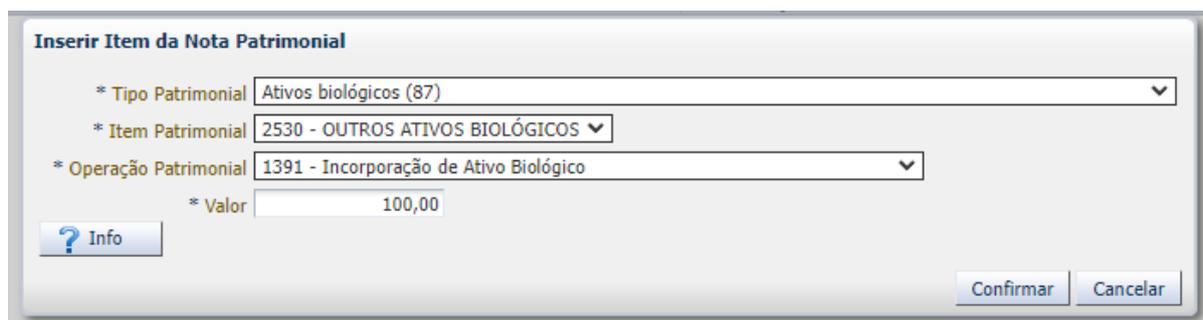 Inserir Item da Nota Patrimonial
* Tipo Patrimonial Ativos biológicos (87)
* Item Patrimonial 2530 - OUTROS ATIVOS BIOLÓGICOS
* Operação Patrimonial 1391 - Incorporação de Ativo Biológico
* Valor 100,00
? Info
Confirmar Cancelar